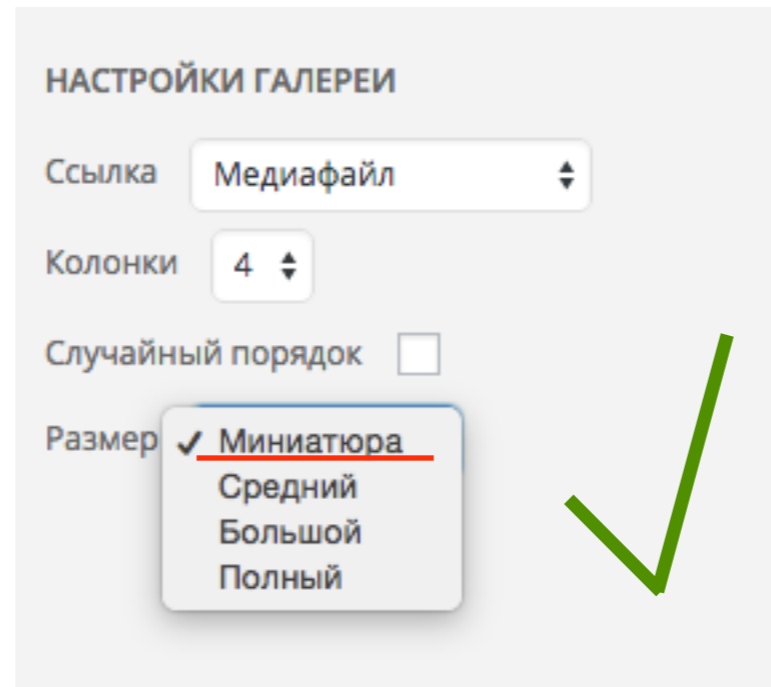 НАСТРОЙКИ ГАЛЕРЕИ
Ссылка Медиафайл
Колонки 4
Случайный порядок
Размер ✓ Миниатюра
Средний
Большой
Полный